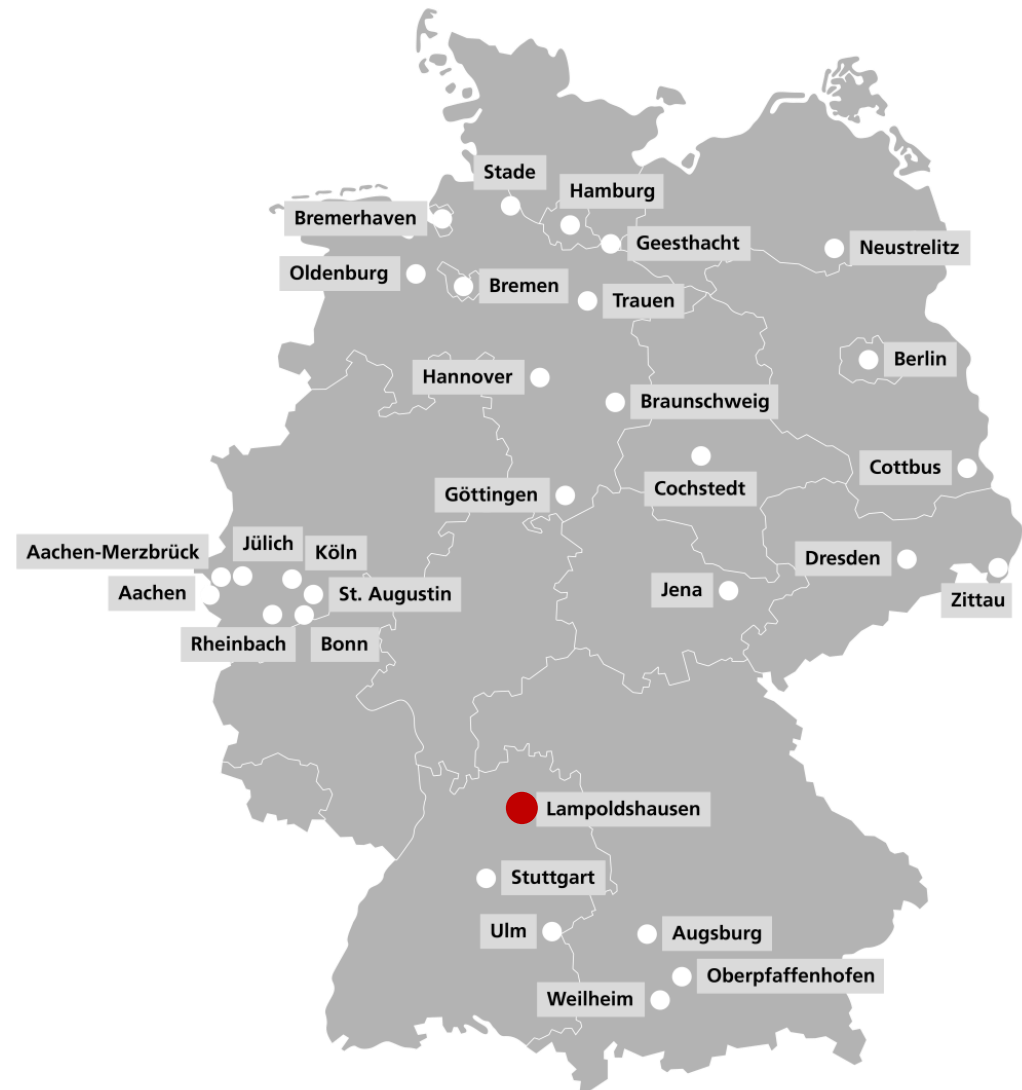 Stade
Hamburg
Bremerhaven
Geesthacht
Neustrelitz
Oldenburg
Bremen
Trauen
Berlin
Hannover
Braunschweig
Cottbus
Cochstedt
Göttingen
Aachen-Merzbrück
Jülich
Köln
Dresden
Aachen
St. Augustin
Jena
Zittau
Rheinbach
Bonn
Lampoldshausen
Stuttgart
Ulm
Augsburg
Oberpfaffenhofen
Weilheim